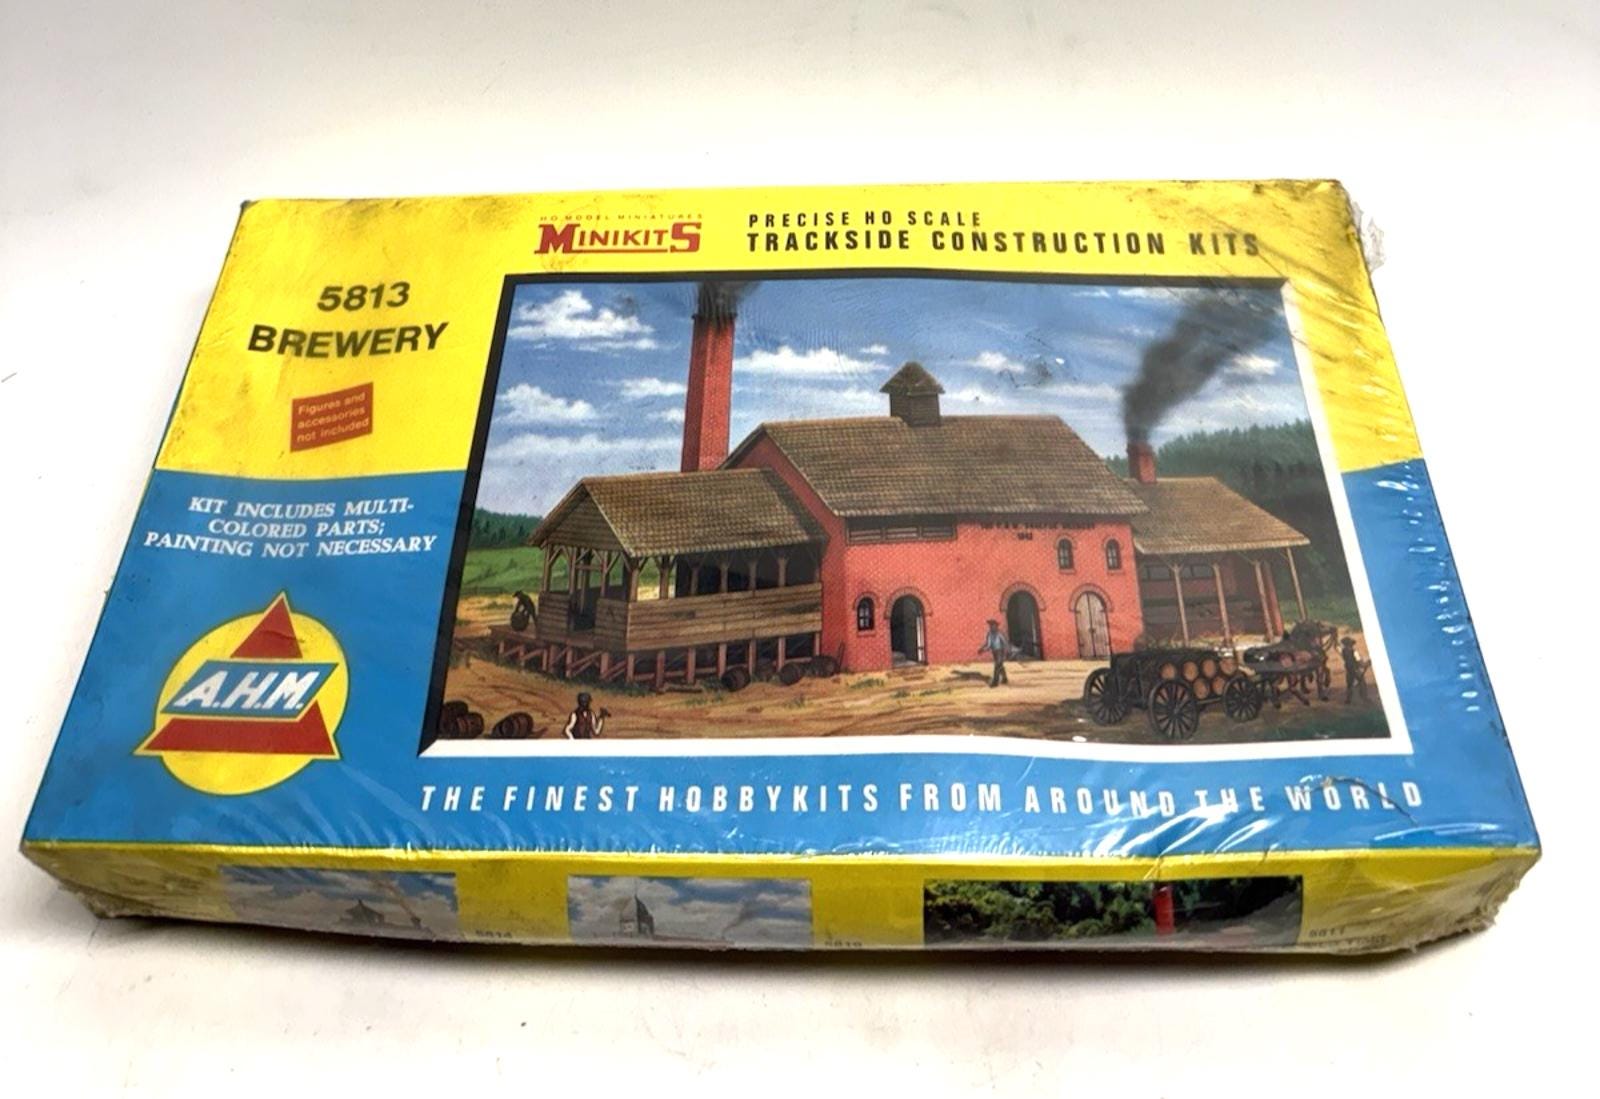 HO MODEL MINIATURES
MINIKITS
PRECISE HO SCALE
TRACKSIDE CONSTRUCTION KITS
5813
BREWERY
Figures and
accessories
not included
KIT INCLUDES MULTI-
COLORED PARTS;
PAINTING NOT NECESSARY
A.H.M.
THE FINEST HOBBYKITS FROM AROUND THE WORLD
5811